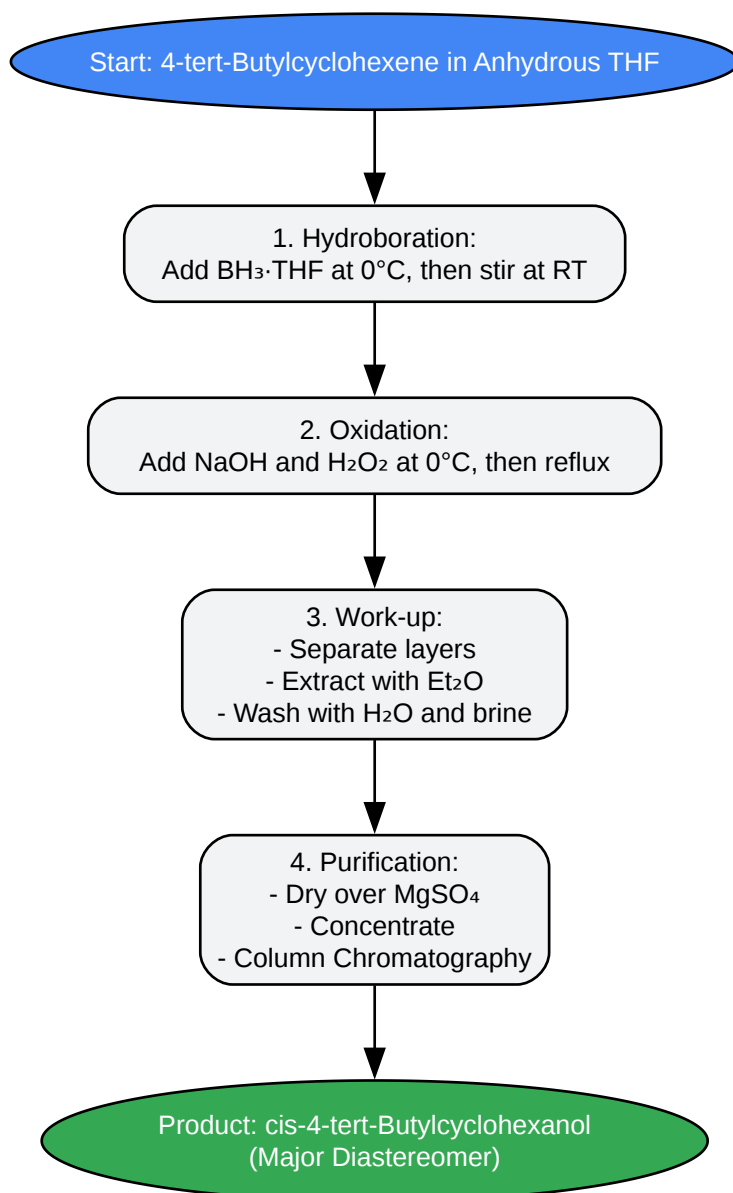 Start: 4-tert-Butylcyclohexene in Anhydrous THF
1. Hydroboration:
Add BH₃·THF at 0°C, then stir at RT
2. Oxidation:
Add NaOH and H₂O₂ at 0°C, then reflux
3. Work-up:
- Separate layers
- Extract with Et₂O
- Wash with H₂O and brine
4. Purification:
- Dry over MgSO₄
- Concentrate
- Column Chromatography
Product: cis-4-tert-Butylcyclohexanol
(Major Diastereomer)